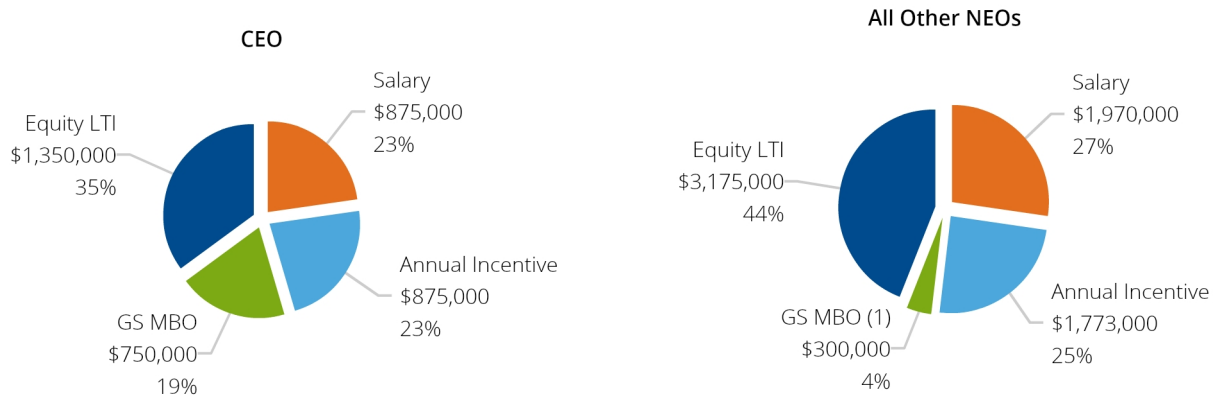 CEO
Salary
$875,000
23%
Equity LTI
$1,350,000
35%
Annual Incentive
$875,000
23%
GS MBO
$750,000
19%
All Other NEOs
Salary
$1,970,000
27%
Equity LTI
$3,175,000
44%
Annual Incentive
$1,773,000
25%
GS MBO (1)
$300,000
4%